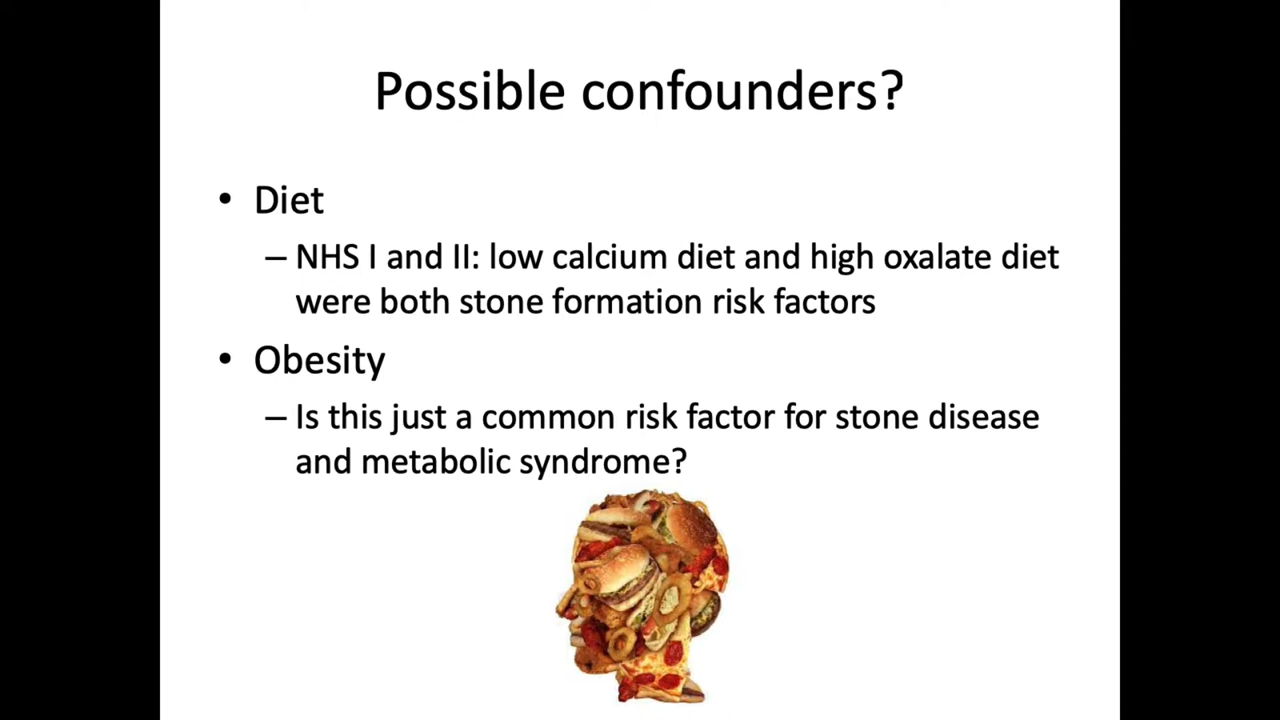 Possible confounders?
• Diet
– NHS I and II: low calcium diet and high oxalate diet
were both stone formation risk factors
• Obesity
– Is this just a common risk factor for stone disease
and metabolic syndrome?